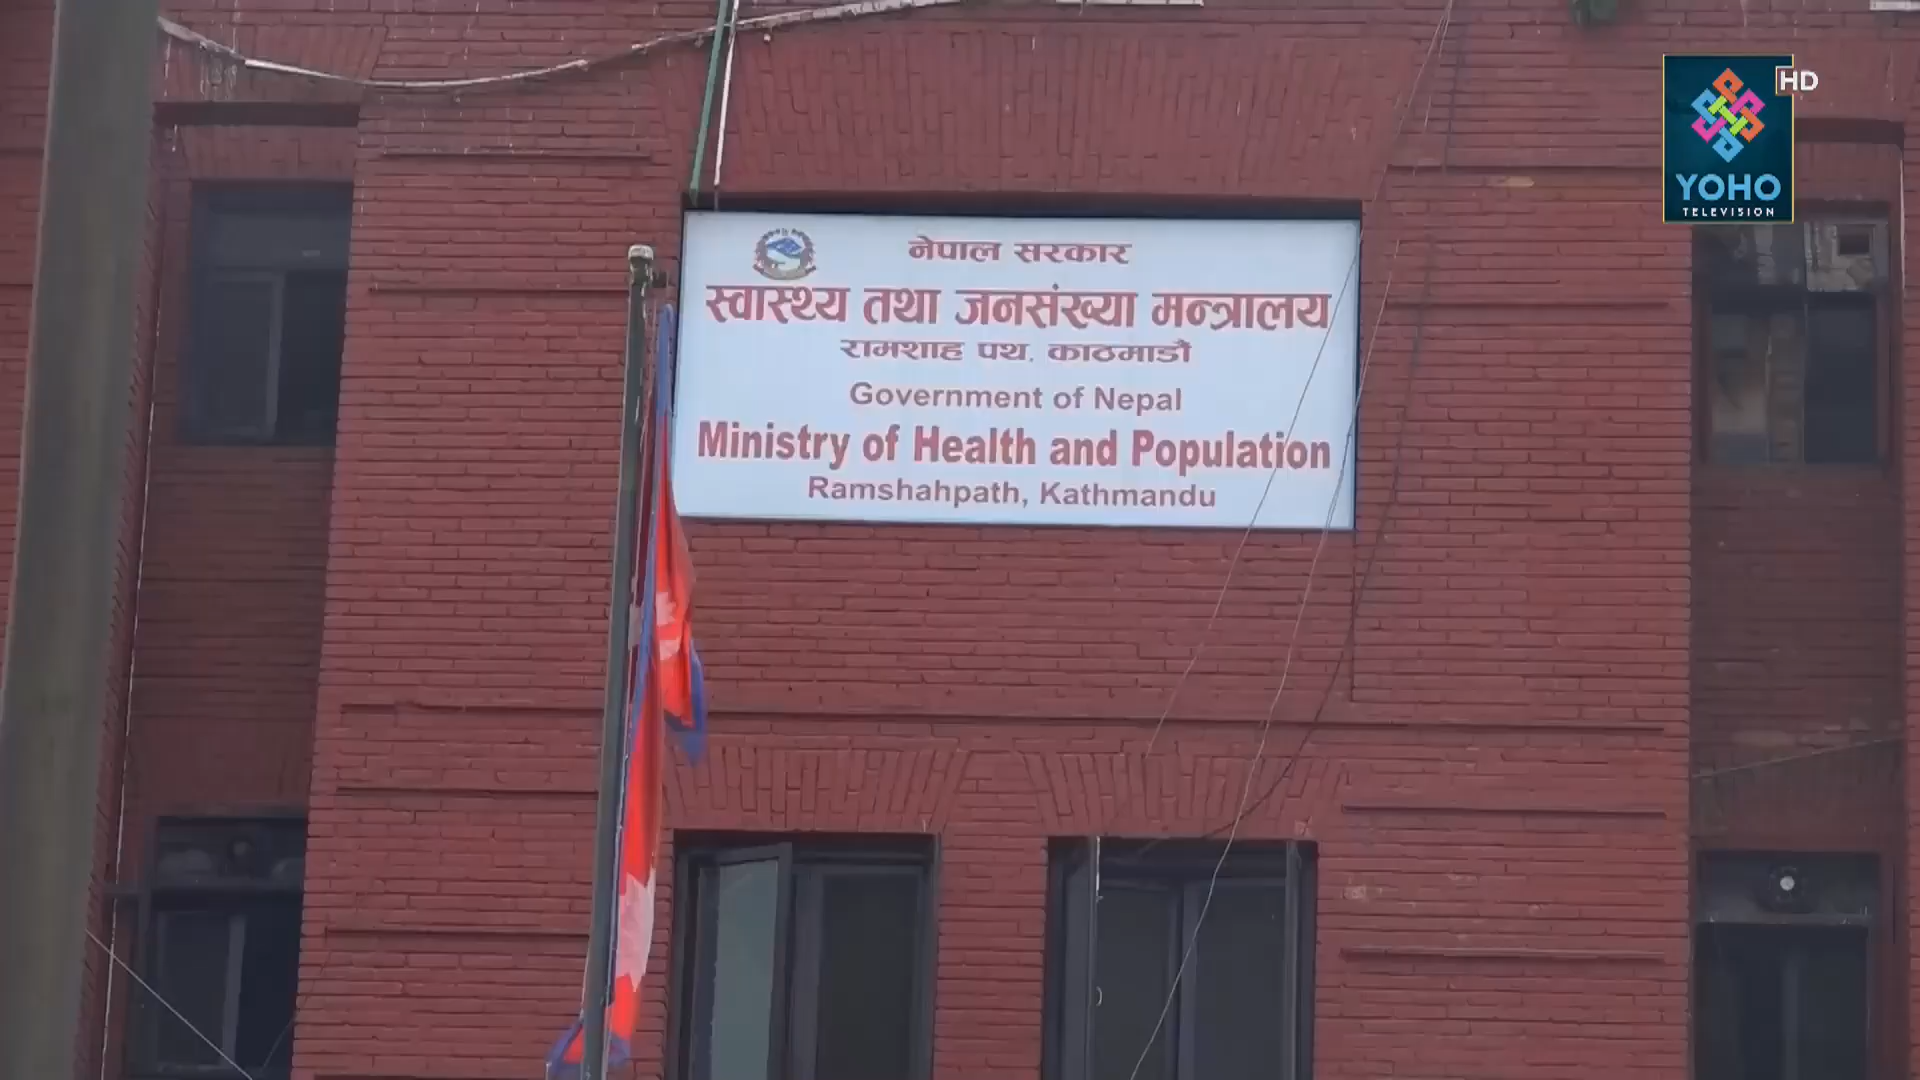 नेपाल सरकार
स्वास्थ्य तथा जनसंख्या मन्त्रालय
रामशाह पथ, काठमाडौं
Government of Nepal
Ministry of Health and Population
Ramshahpath, Kathmandu
HD
YOHO
TELEVISION